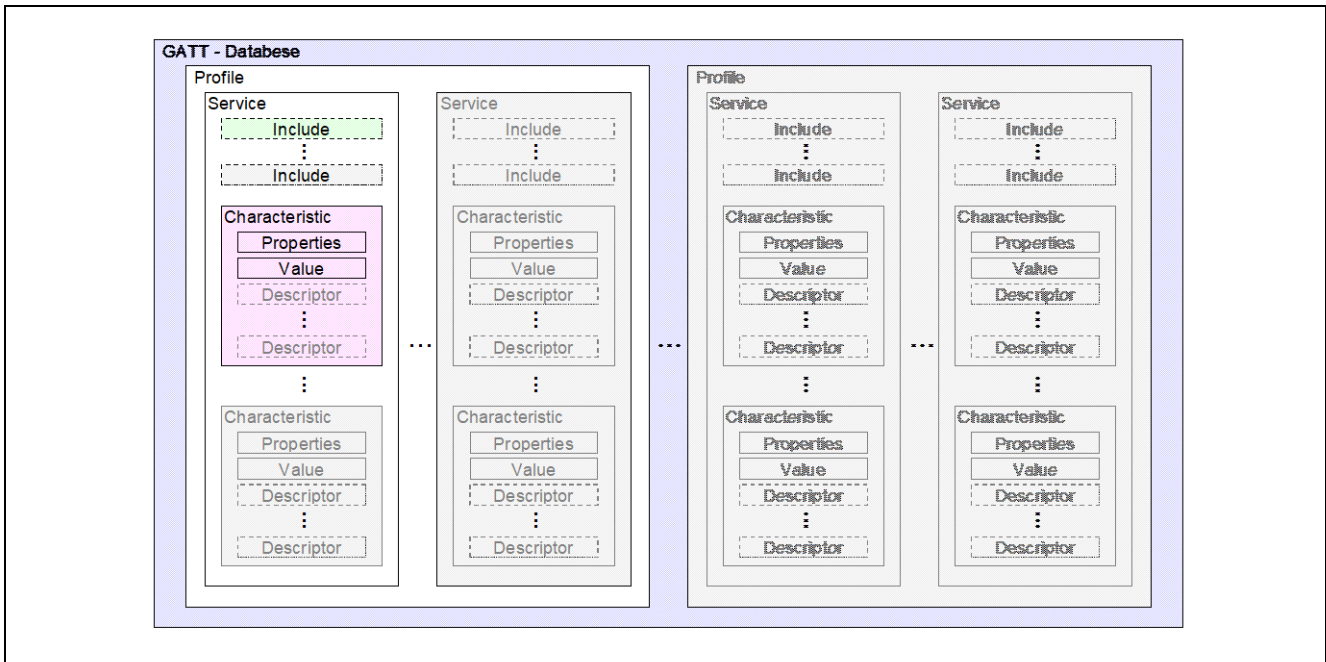 GATT - Databese
Profile
Service
Include
⋮
Include
Characteristic
Properties
Value
Descriptor
⋮
Descriptor
⋮
Characteristic
Properties
Value
Descriptor
⋮
Descriptor
...
Service
Include
⋮
Include
Characteristic
Properties
Value
Descriptor
⋮
Descriptor
⋮
Characteristic
Properties
Value
Descriptor
⋮
Descriptor
...
Profile
Service
Include
⋮
Include
Characteristic
Properties
Value
Descriptor
⋮
Descriptor
⋮
Characteristic
Properties
Value
Descriptor
⋮
Descriptor
...
Service
Include
⋮
Include
Characteristic
Properties
Value
Descriptor
⋮
Descriptor
⋮
Characteristic
Properties
Value
Descriptor
⋮
Descriptor